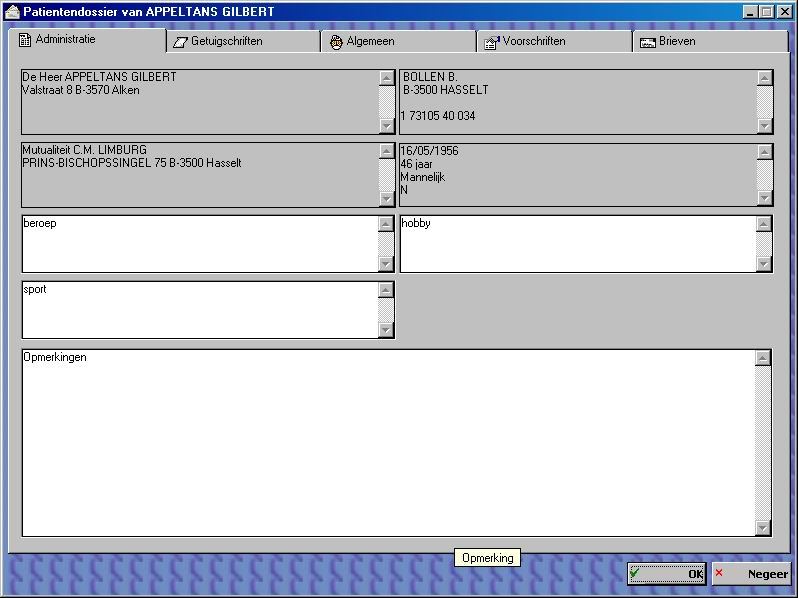 Patientendossier van APPELTANS GILBERT
Administratie
Getuigschriften
Algemeen
Voorschriften
Brieven
De Heer APPELTANS GILBERT
Valstraat 8 B-3570 Alken
BOLLEN B.
B-3500 HASSELT
1 73105 40 034
Mutualiteit C.M. LIMBURG
PRINS-BISCHOPSSINGEL 75 B-3500 Hasselt
16/05/1956
46 jaar
Mannelijk
N
beroep
hobby
sport
Opmerkingen
Opmerking
OK
Negeer